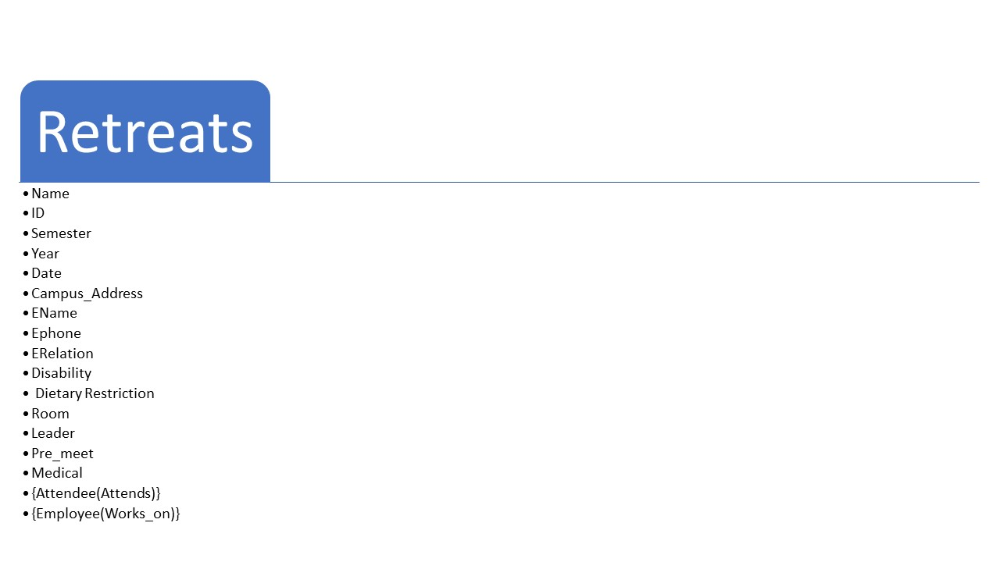 Retreats
•Name
•ID
•Semester
•Year
•Date
•Campus_Address
•EName
•Ephone
•ERelation
•Disability
• Dietary Restriction
•Room
•Leader
•Pre_meet
•Medical
•{Attendee(Attends)}
•{Employee(Works_on)}